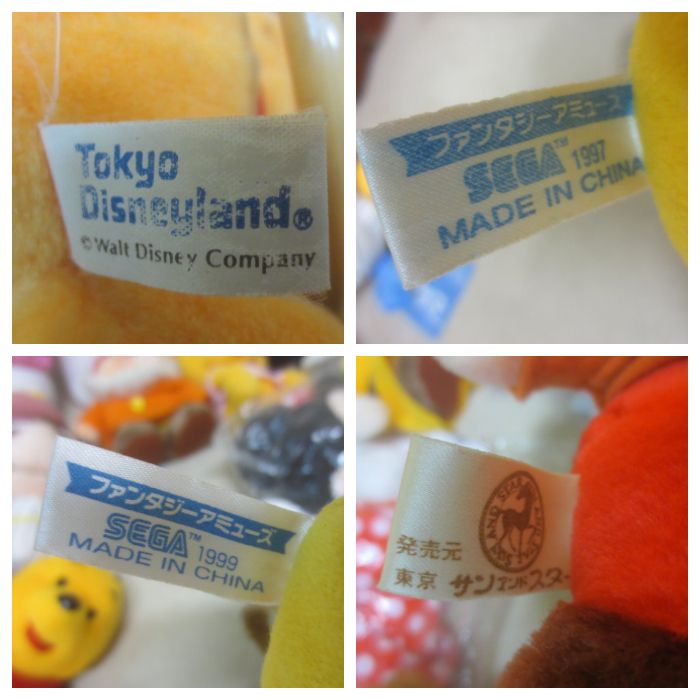 Tokyo
Disneyland®
©Walt Disney Company
ファンタジーアミューズ
SEGA™ 1997
MADE IN CHINA
ファンタジーアミューズ
SEGA™ 1999
MADE IN CHINA
発売元
東京 サンエンドスター